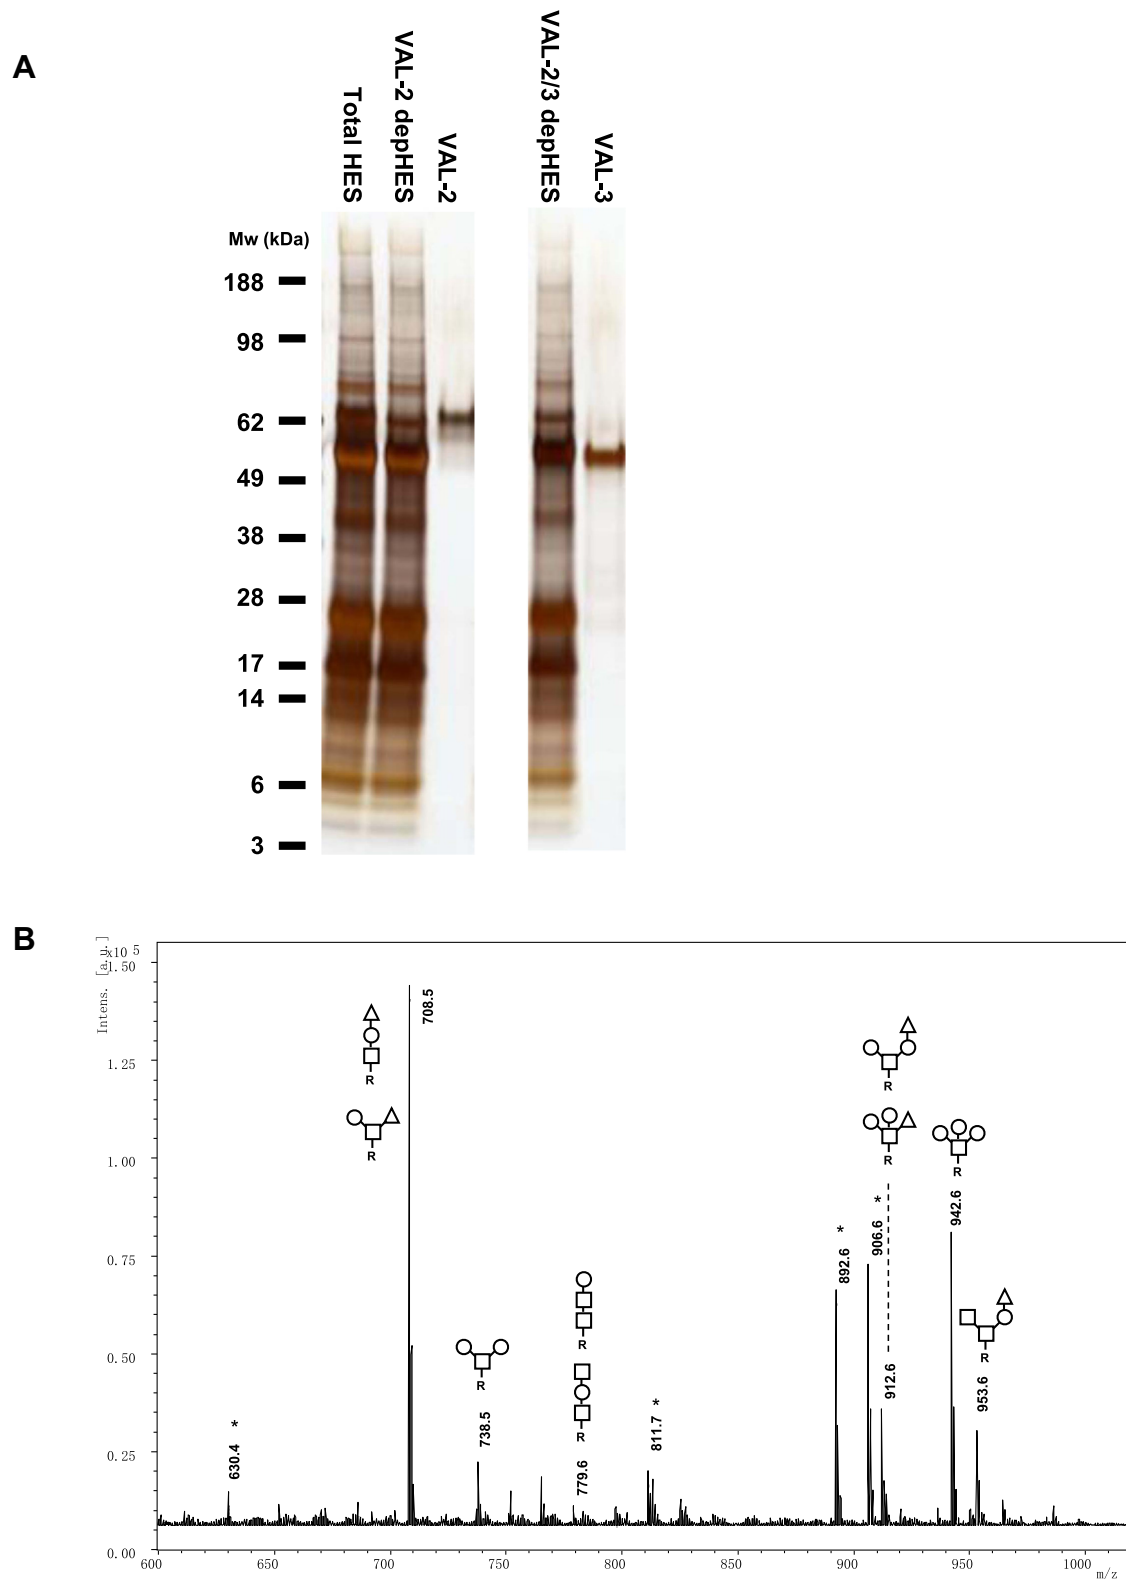 A
Total HES
VAL-2 depHES
VAL-2
VAL-2/3 depHES
VAL-3
Mw (kDa)
188
98
62
49
38
28
17
14
6
3
B
Intens. [a.u.]
x10 5
1.50
1.25
1.00
0.75
0.50
0.25
0.00
630.4 *
R
R
708.5
R
738.5
R
R
779.6
811.7 *
892.6 *
906.6 *
R
R
912.6
R
942.6
R
953.6
600
650
700
750
800
850
900
950
1000
m/z